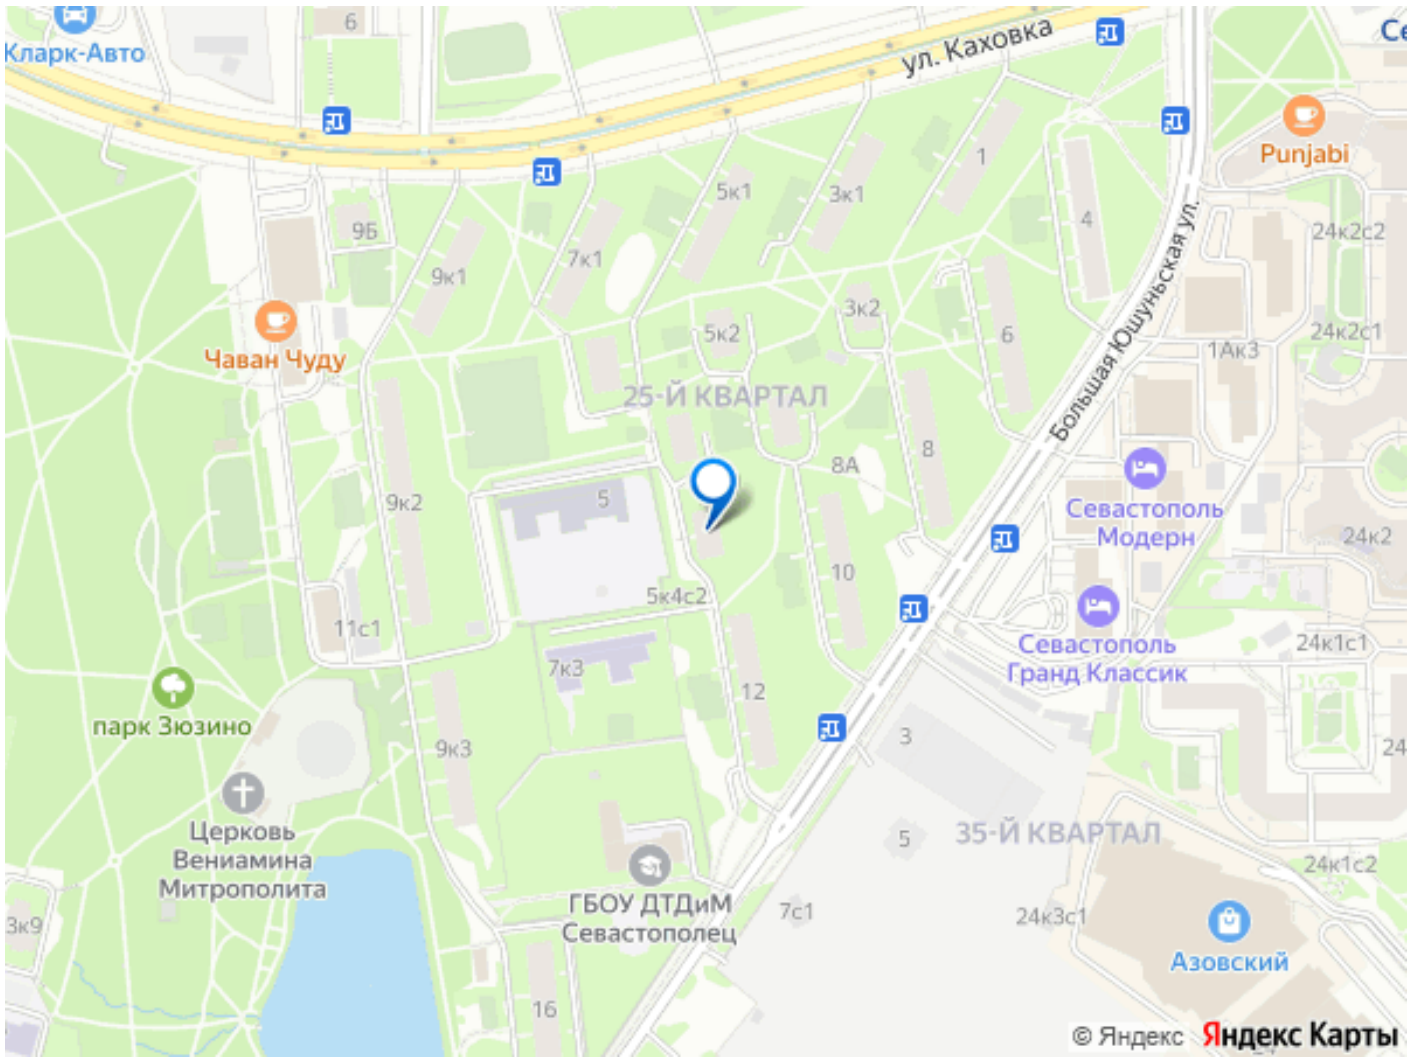 6
Кларк-Авто
ул. Каховка
Се
Punjabi
1
5к1
3к1
4
9Б
24к2с2
7к1
9к1
Большая Юшуньская ул.
3к2
5к2
6
24к2с1
1Ак3
Чаван Чуду
25-Й КВАРТАЛ
8
8А
5
9к2
Севастополь
Модерн
24к2
10
5к4с2
11с1
Севастополь
Гранд Классик
24к1с1
7к3
12
парк Зюзино
9к3
3
24
Церковь
Вениамина
Митрополита
5
35-Й КВАРТАЛ
24к1с2
ГБОУ ДТДиМ
Севастополец
7с1
24к3с1
3к9
Азовский
16
© Яндекс Яндекс Карты